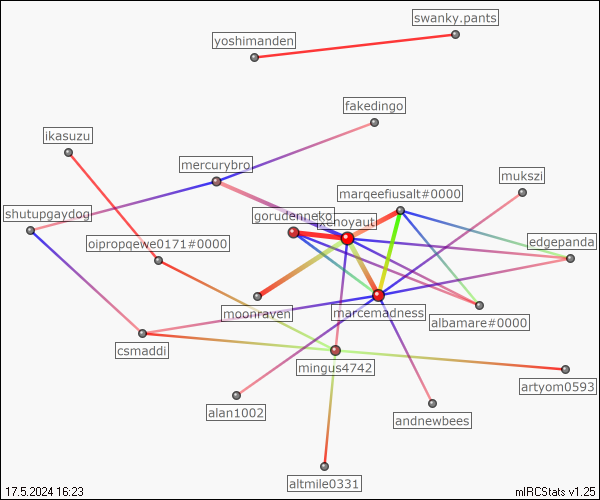 swanky.pants
yoshimanden
fakedingo
ikasuzu
mercurybro
mukszi
marqeefiusalt#0000
shutupgaydog
gorudenneko
xenoyaut
oipropqewe0171#0000
edgepanda
moonraven
marcemadness
albamare#0000
csmaddi
mingus4742
artyom0593
alan1002
andnewbees
altmile0331
17.5.2024 16:23
mIRCStats v1.25